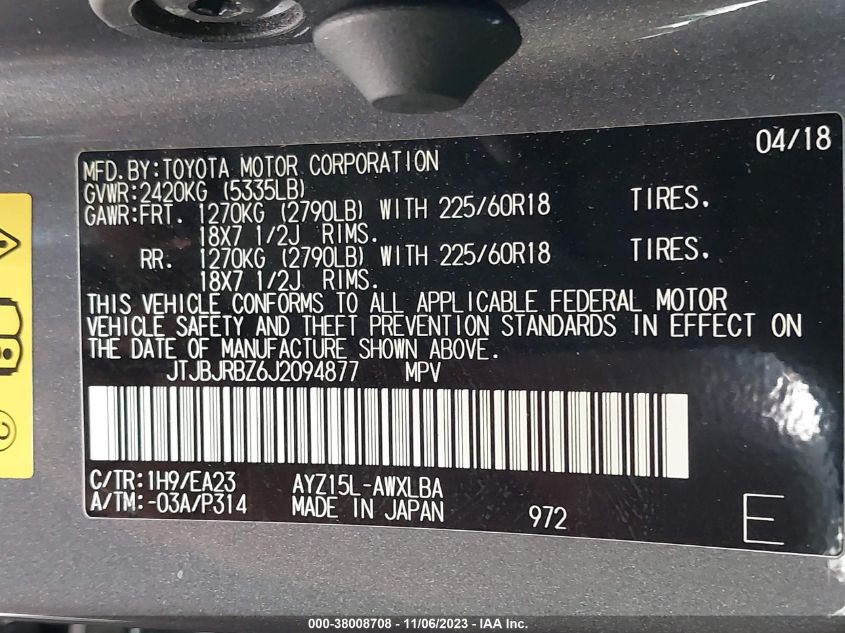 04/18
MFD.BY:TOYOTA MOTOR CORPORATION
GVWR:2420KG (5335LB)
GAWR:FRT. 1270KG (2790LB) WITH 225/60R18 TIRES.
18X7 1/2J RIMS.
RR. 1270KG (2790LB) WITH 225/60R18 TIRES.
18X7 1/2J RIMS.
THIS VEHICLE CONFORMS TO ALL APPLICABLE FEDERAL MOTOR
VEHICLE SAFETY AND THEFT PREVENTION STANDARDS IN EFFECT ON
THE DATE OF MANUFACTURE SHOWN ABOVE.
JTJBJRBZ6J2094877 MPV
C/TR:1H9/EA23 AYZ15L-AWXLBA
A/TM:-03A/P314 MADE IN JAPAN 972 E
000-38008708 - 11/06/2023 - IAA Inc.